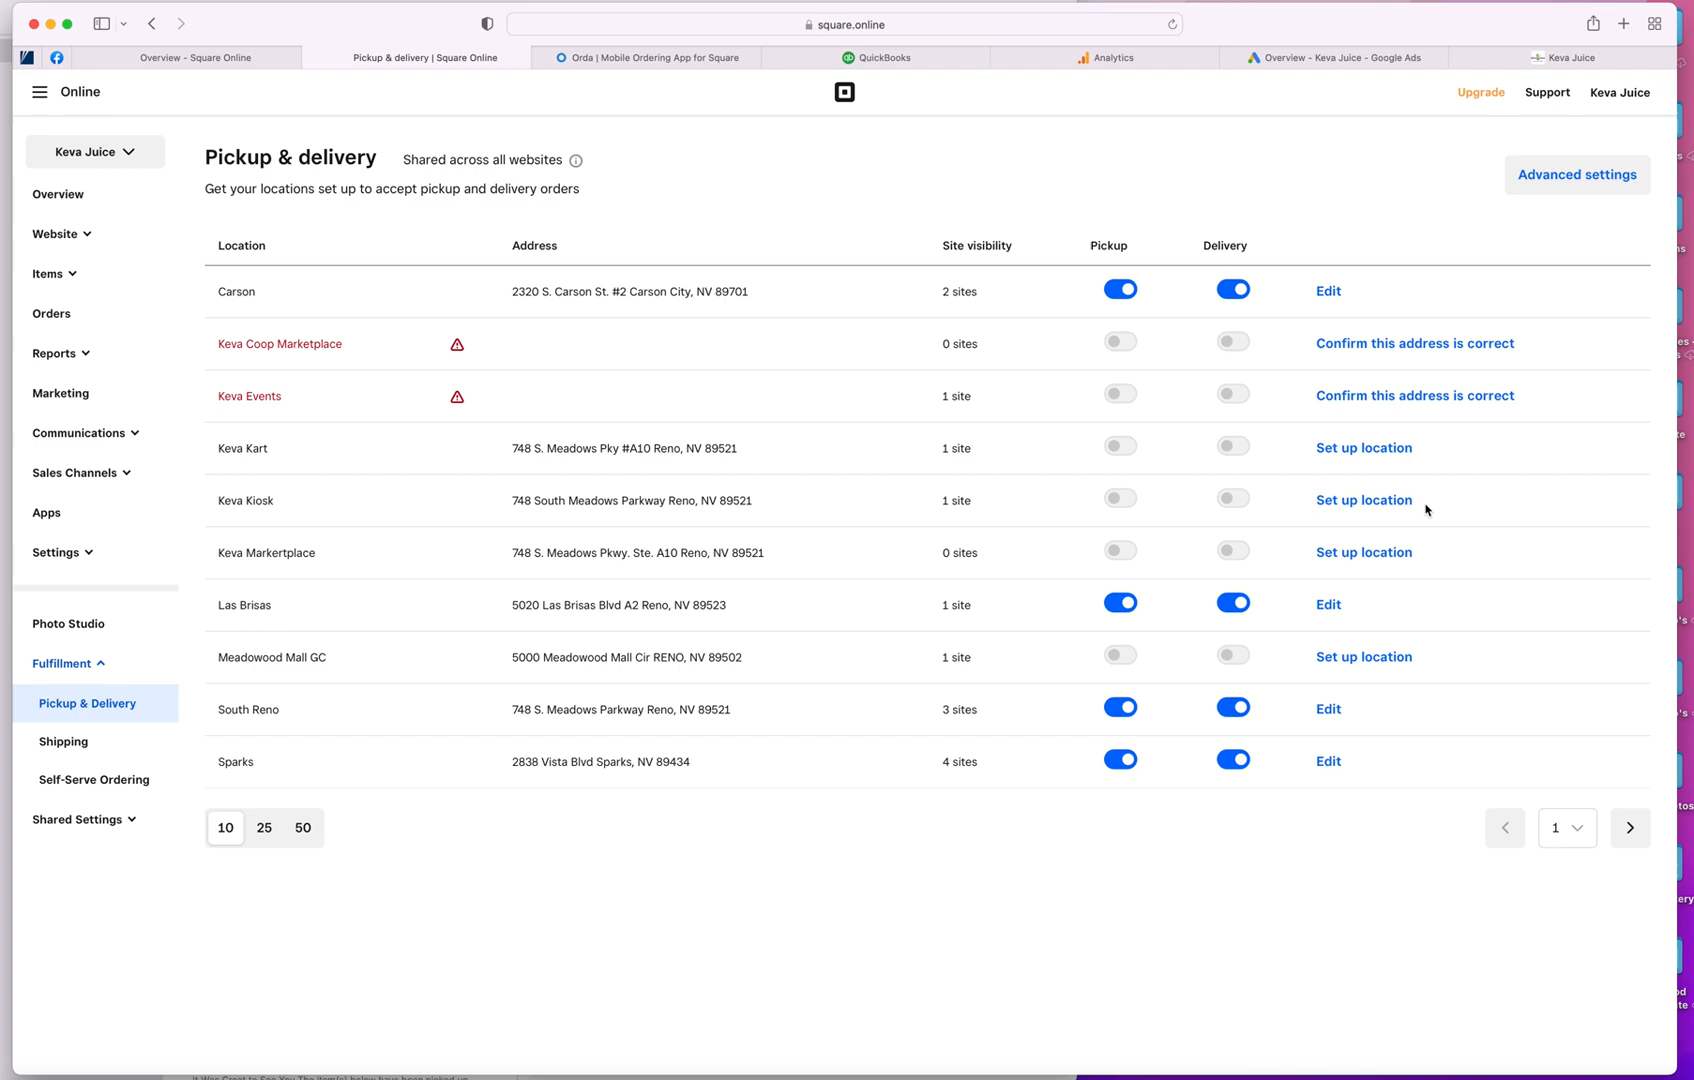 square.online
Overview - Square Online
Pickup & delivery | Square Online
Orda | Mobile Ordering App for Square
QuickBooks
Analytics
Overview - Keva Juice - Google Ads
Keva Juice
Online
Upgrade
Support
Keva Juice
Keva Juice
Overview
Website
Items
Orders
Reports
Marketing
Communications
Sales Channels
Apps
Settings
Photo Studio
Fulfillment
Pickup & Delivery
Shipping
Self-Serve Ordering
Shared Settings
Pickup & delivery Shared across all websites
Get your locations set up to accept pickup and delivery orders
Advanced settings
Location Address Site visibility Pickup Delivery
Carson 2320 S. Carson St. #2 Carson City, NV 89701 2 sites Edit
Keva Coop Marketplace 0 sites Confirm this address is correct
Keva Events 1 site Confirm this address is correct
Keva Kart 748 S. Meadows Pky #A10 Reno, NV 89521 1 site Set up location
Keva Kiosk 748 South Meadows Parkway Reno, NV 89521 1 site Set up location
Keva Markertplace 748 S. Meadows Pkwy. Ste. A10 Reno, NV 89521 0 sites Set up location
Las Brisas 5020 Las Brisas Blvd A2 Reno, NV 89523 1 site Edit
Meadowood Mall GC 5000 Meadowood Mall Cir RENO, NV 89502 1 site Set up location
South Reno 748 S. Meadows Parkway Reno, NV 89521 3 sites Edit
Sparks 2838 Vista Blvd Sparks, NV 89434 4 sites Edit
10 25 50
1